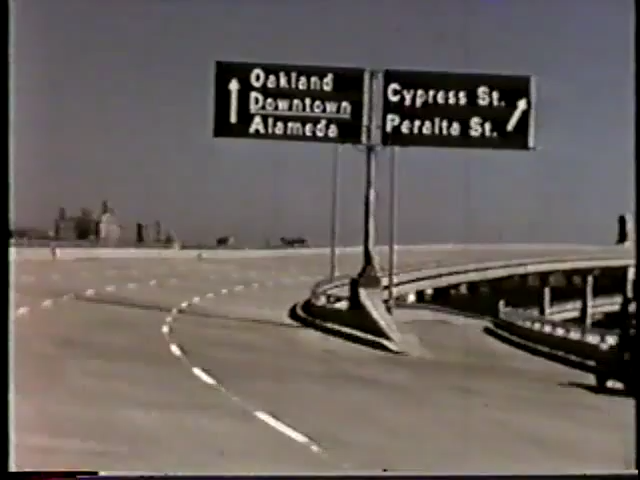 Oakland
Downtown
Alameda
Cypress St.
Peralta St.